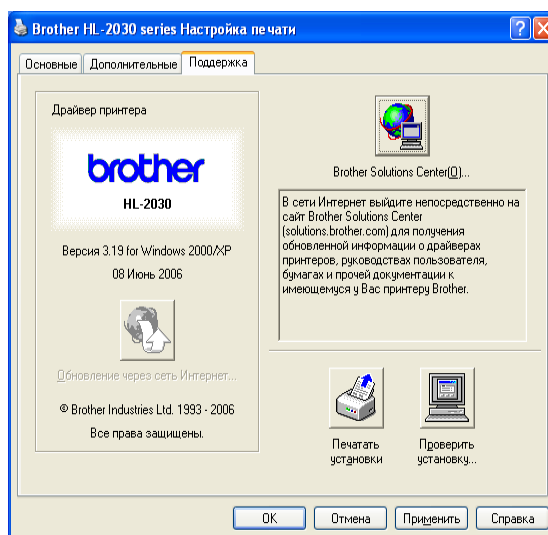 Brother HL-2030 series Настройка печати
Основные Дополнительные Поддержка
Драйвер принтера
brother
HL-2030
Версия 3.19 for Windows 2000/XP
08 Июнь 2006
Обновление через сеть Интернет...
© Brother Industries Ltd. 1993 - 2006
Все права защищены.
Brother Solutions Center(O)...
В сети Интернет выйдите непосредственно на
сайт Brother Solutions Center
(solutions.brother.com) для получения
обновленной информации о драйверах
принтеров, руководствах пользователя,
бумагах и прочей документации к
имеющемуся у Вас принтеру Brother.
Печатать
установки
Проверить
установку...
OK Отмена Применить Справка